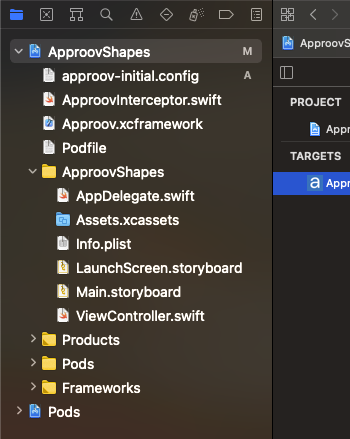 ApproovShapes
M
approov-initial.config
A
ApproovInterceptor.swift
Approov.xcframework
Podfile
ApproovShapes
AppDelegate.swift
Assets.xcassets
Info.plist
LaunchScreen.storyboard
Main.storyboard
ViewController.swift
Products
Pods
Frameworks
Pods
ApproovS
PROJECT
Appr
TARGETS
a
Appr